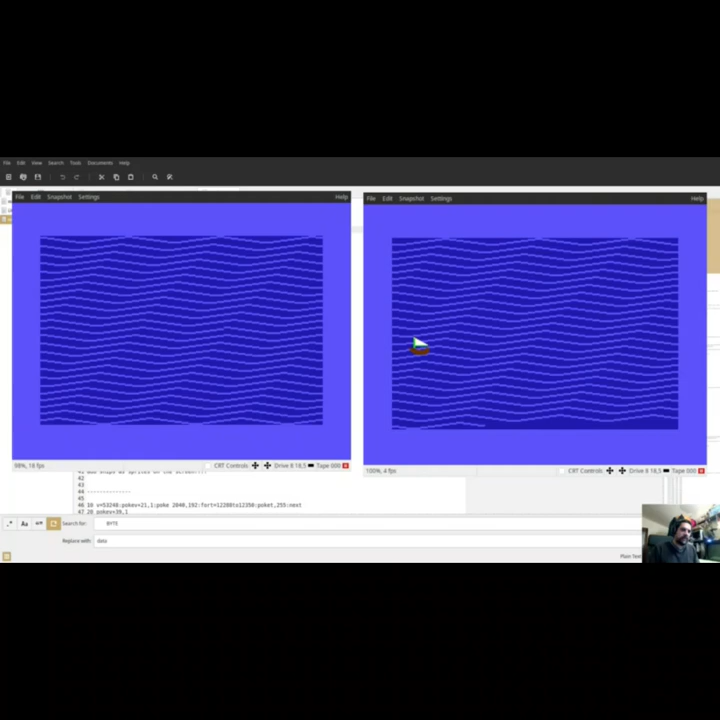 File Edit View Search Tools Documents Help
File Edit Snapshot Settings Help
File Edit Snapshot Settings Help
98%, 18 fps
CRT Controls: Drive 8 18,5 Tape 000
100%, 4 fps
CRT Controls: Drive 8 18,5 Tape 000
42
43
44 --------------
45
46 10 v=53248:pokev+21,1:poke 2040,192:fort=12288to12350:poket,255:next
47 20 pokev+39,1
.* Aa
Search for: BYTE
Replace with: data
Plain Text